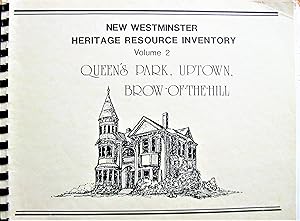 NEW WESTMINSTER
HERITAGE RESOURCE INVENTORY
Volume 2
QUEEN'S PARK, UPTOWN,
BROW-OF-THE-HILL